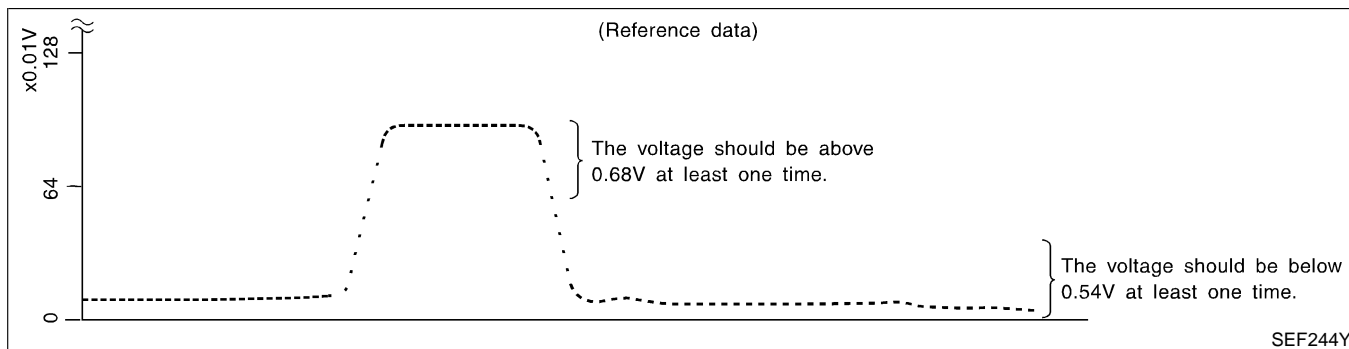 (Reference data)
x0.01V
128
64
0
The voltage should be above
0.68V at least one time.
The voltage should be below
0.54V at least one time.
SEF244Y